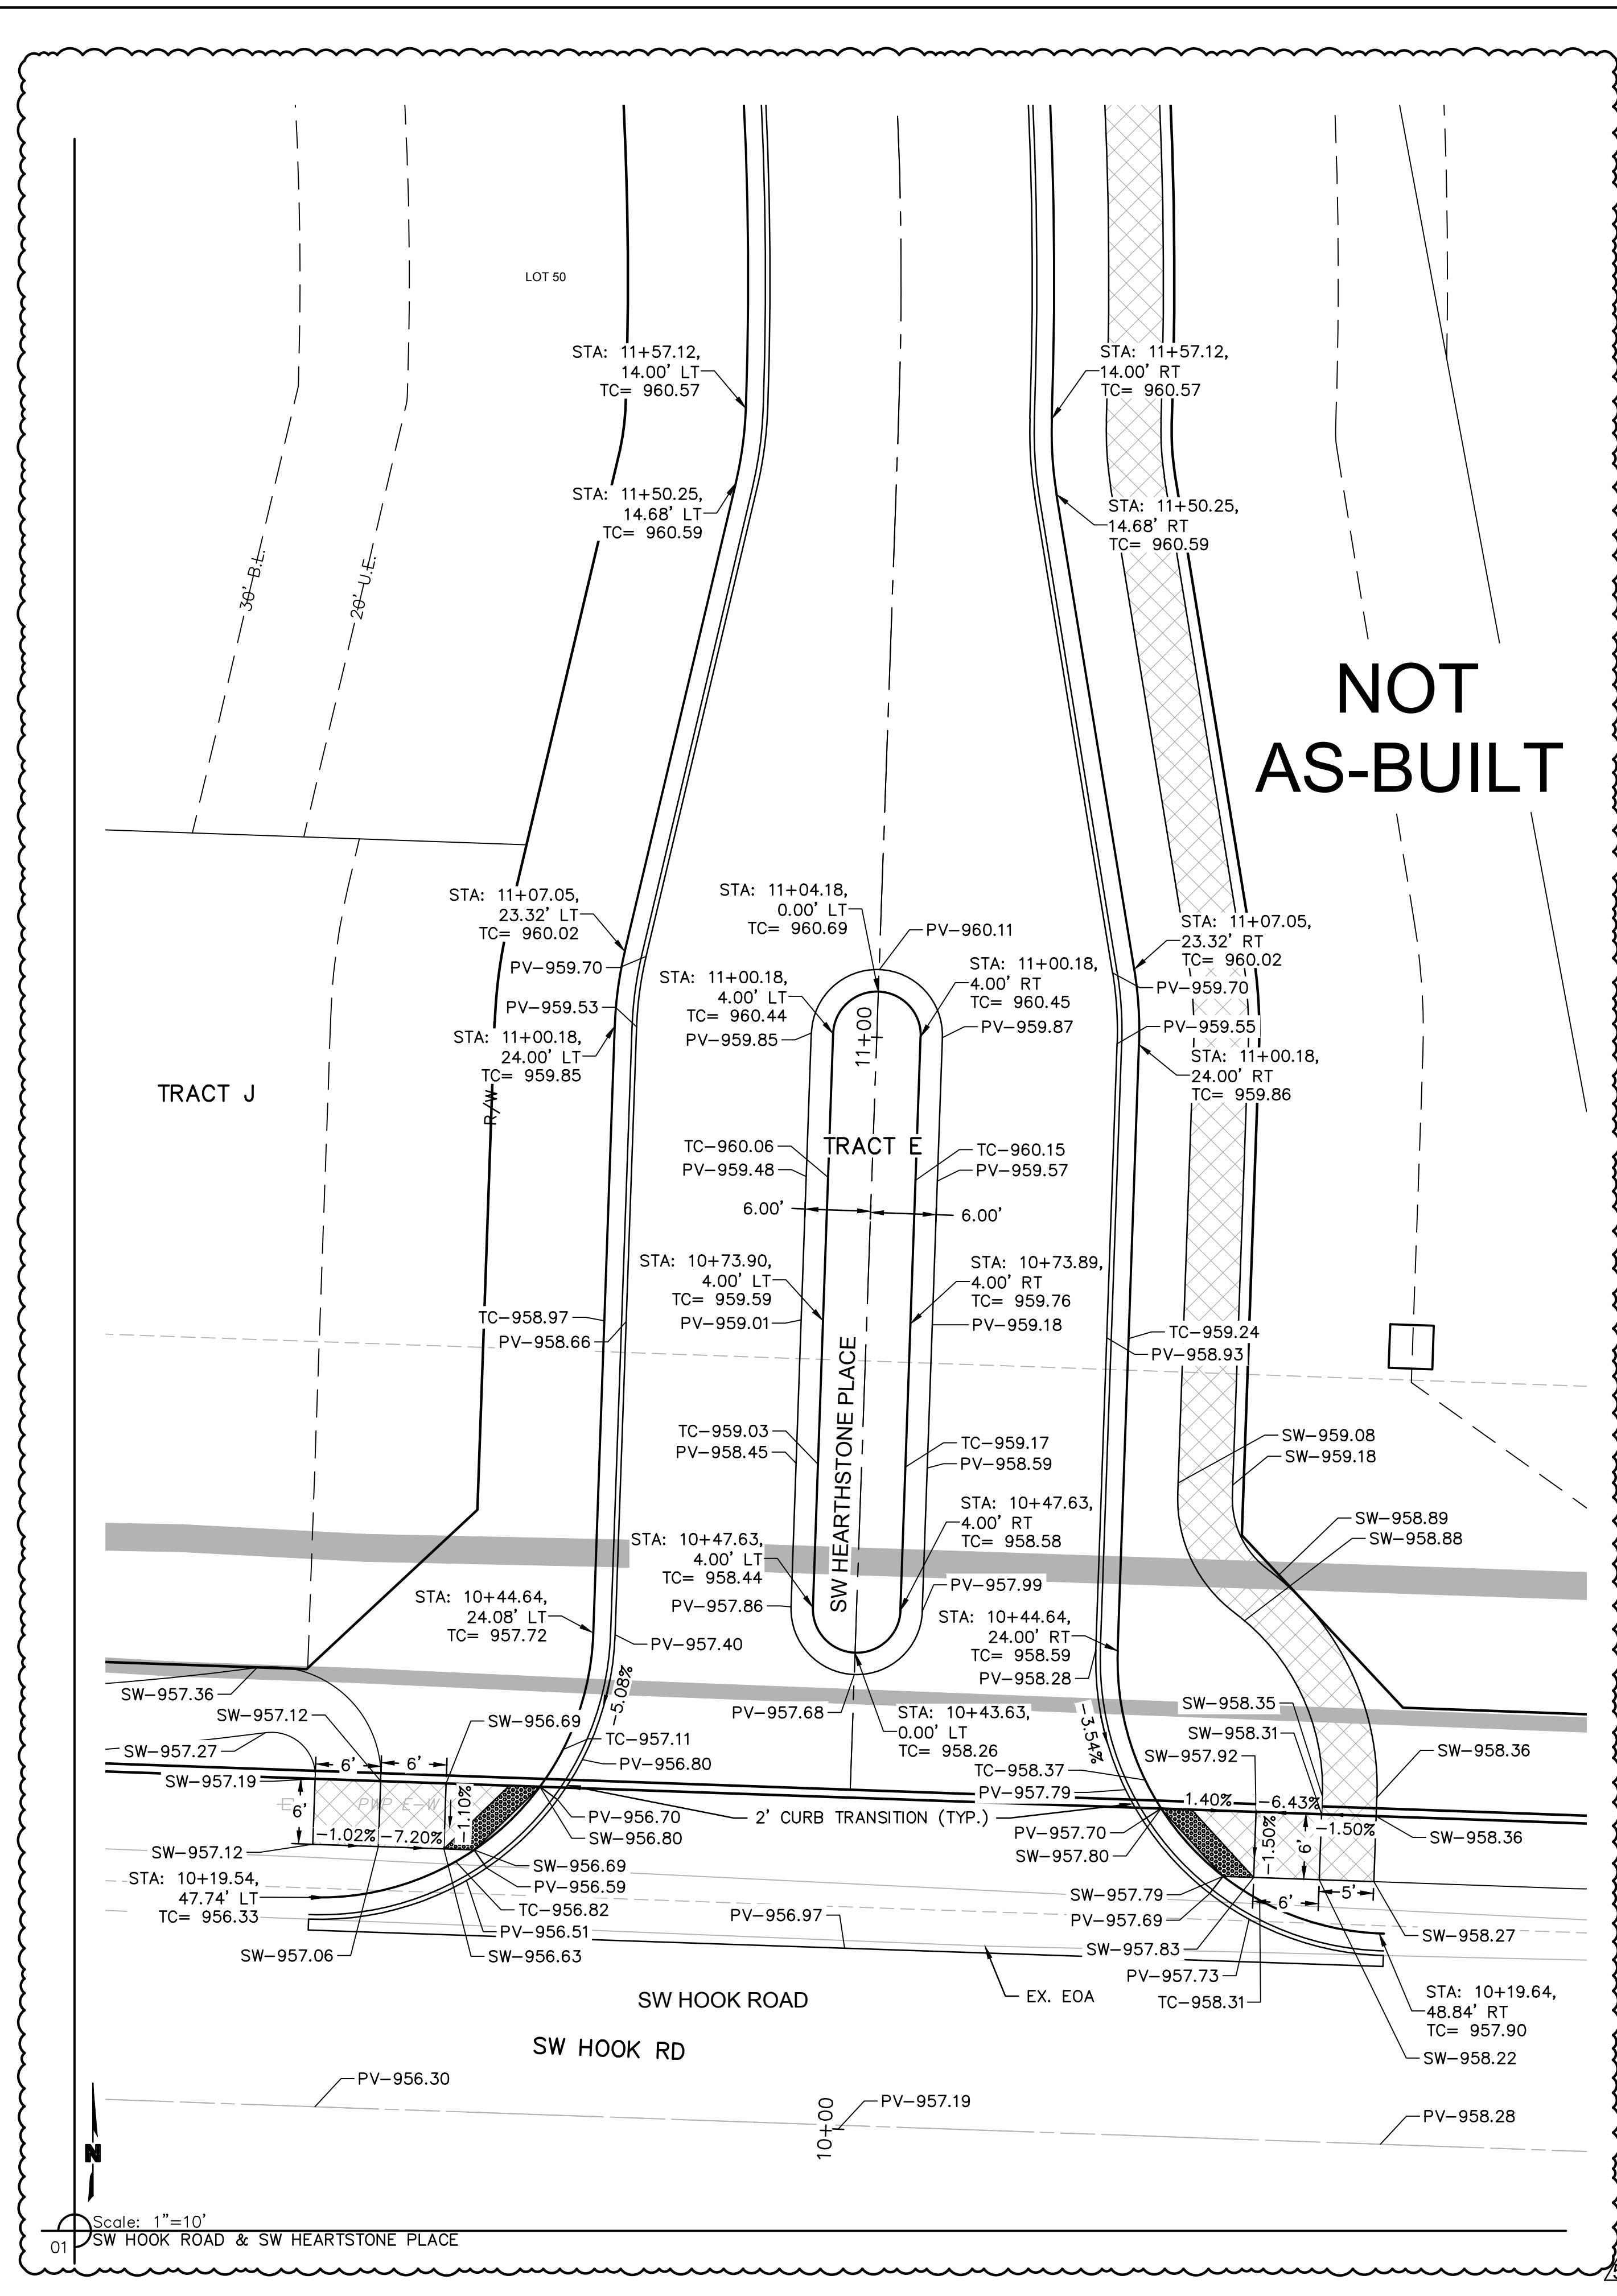 LOT 50
STA: 11+57.12,
14.00' LT
TC= 960.57
STA: 11+57.12,
14.00' RT
TC= 960.57
STA: 11+50.25,
14.68' LT
TC= 960.59
STA: 11+50.25,
14.68' RT
TC= 960.59
30' B.L.
20' U.E.
NOT
AS-BUILT
STA: 11+07.05,
23.32' LT
TC= 960.02
STA: 11+04.18,
0.00' LT
TC= 960.69
PV-960.11
STA: 11+07.05,
23.32' RT
TC= 960.02
PV-959.70
PV-959.70
STA: 11+00.18,
4.00' LT
TC= 960.44
STA: 11+00.18,
4.00' RT
TC= 960.45
PV-959.53
PV-959.85
11+00
PV-959.87
PV-959.55
STA: 11+00.18,
24.00' LT
TC= 959.85
STA: 11+00.18,
24.00' RT
TC= 959.86
TRACT J
R/W
TC-960.06
TRACT E
TC-960.15
PV-959.48
PV-959.57
6.00'
6.00'
STA: 10+73.90,
4.00' LT
TC= 959.59
STA: 10+73.89,
4.00' RT
TC= 959.76
PV-959.01
PV-959.18
TC-958.97
PV-958.66
TC-959.24
PV-958.93
SW HEARTHSTONE PLACE
TC-959.03
PV-958.45
TC-959.17
PV-958.59
SW-959.08
SW-959.18
STA: 10+47.63,
4.00' RT
TC= 958.58
SW-958.89
SW-958.88
STA: 10+47.63,
4.00' LT
TC= 958.44
PV-957.99
PV-957.86
STA: 10+44.64,
24.08' LT
TC= 957.72
PV-957.40
STA: 10+44.64,
24.00' RT
TC= 958.59
PV-958.28
-5.08%
-3.54%
SW-957.36
SW-957.12
SW-956.69
PV-957.68
STA: 10+43.63,
0.00' LT
TC= 958.26
SW-958.35
SW-958.31
SW-957.92
SW-958.36
SW-957.27
TC-957.11
PV-956.80
TC-958.37
PV-957.79
SW-957.19
6'
6'
6'
E
PWP E-W
-1.10%
-1.02%
-7.20%
PV-956.70
SW-956.80
2' CURB TRANSITION (TYP.)
1.40%
-6.43%
-1.50%
-1.50%
6'
PV-957.70
SW-957.80
SW-958.36
SW-957.12
SW-956.69
PV-956.59
STA: 10+19.54,
47.74' LT
TC= 956.33
TC-956.82
PV-956.51
PV-956.97
SW-957.79
PV-957.69
6'
5'
SW-958.27
SW-957.06
SW-956.63
SW-957.83
PV-957.73
TC-958.31
EX. EOA
STA: 10+19.64,
48.84' RT
TC= 957.90
SW-958.22
SW HOOK ROAD
SW HOOK RD
PV-956.30
10+00
PV-957.19
PV-958.28
N
Scale: 1"=10'
01
SW HOOK ROAD & SW HEARTSTONE PLACE